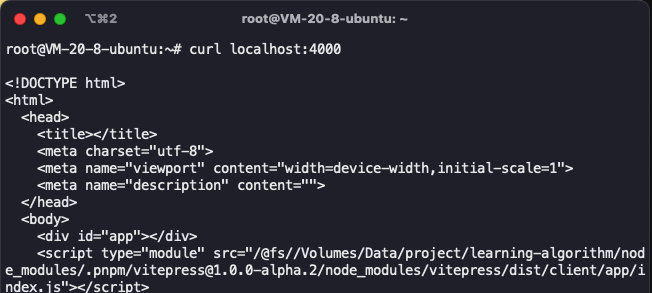 ⌥⌘2
root@VM-20-8-ubuntu: ~
root@VM-20-8-ubuntu:~# curl localhost:4000
<!DOCTYPE html>
<html>
  <head>
    <title></title>
    <meta charset="utf-8">
    <meta name="viewport" content="width=device-width,initial-scale=1">
    <meta name="description" content="">
  </head>
  <body>
    <div id="app"></div>
    <script type="module" src="/@fs//Volumes/Data/project/learning-algorithm/nod
e_modules/.pnpm/vitepress@1.0.0-alpha.2/node_modules/vitepress/dist/client/app/i
ndex.js"></script>